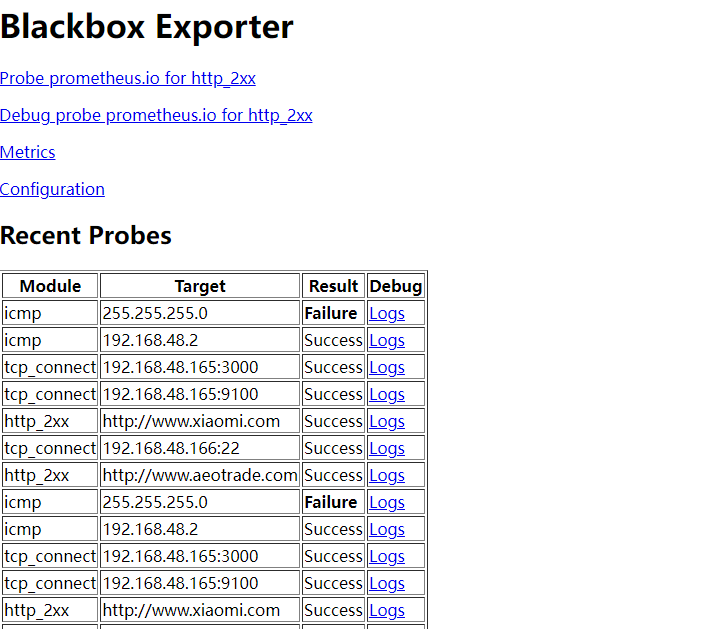 Blackbox Exporter
Probe prometheus.io for http_2xx
Debug probe prometheus.io for http_2xx
Metrics
Configuration
Recent Probes
Module Target Result Debug
icmp 255.255.255.0 Failure Logs
icmp 192.168.48.2 Success Logs
tcp_connect 192.168.48.165:3000 Success Logs
tcp_connect 192.168.48.165:9100 Success Logs
http_2xx http://www.xiaomi.com Success Logs
tcp_connect 192.168.48.166:22 Success Logs
http_2xx http://www.aeotrade.com Success Logs
icmp 255.255.255.0 Failure Logs
icmp 192.168.48.2 Success Logs
tcp_connect 192.168.48.165:3000 Success Logs
tcp_connect 192.168.48.165:9100 Success Logs
http_2xx http://www.xiaomi.com Success Logs